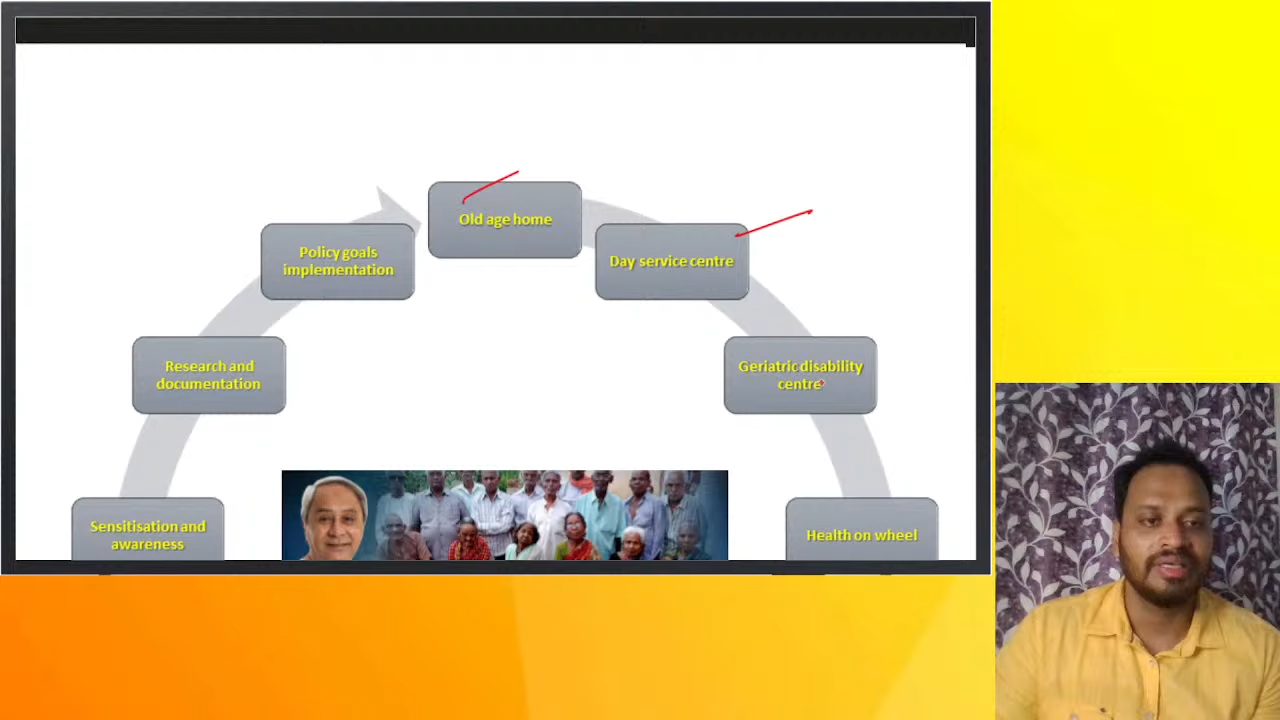 Old age home
Policy goals
implementation
Day service centre
Research and
documentation
Geriatric disability
centre
Sensitisation and
awareness
Health on wheel